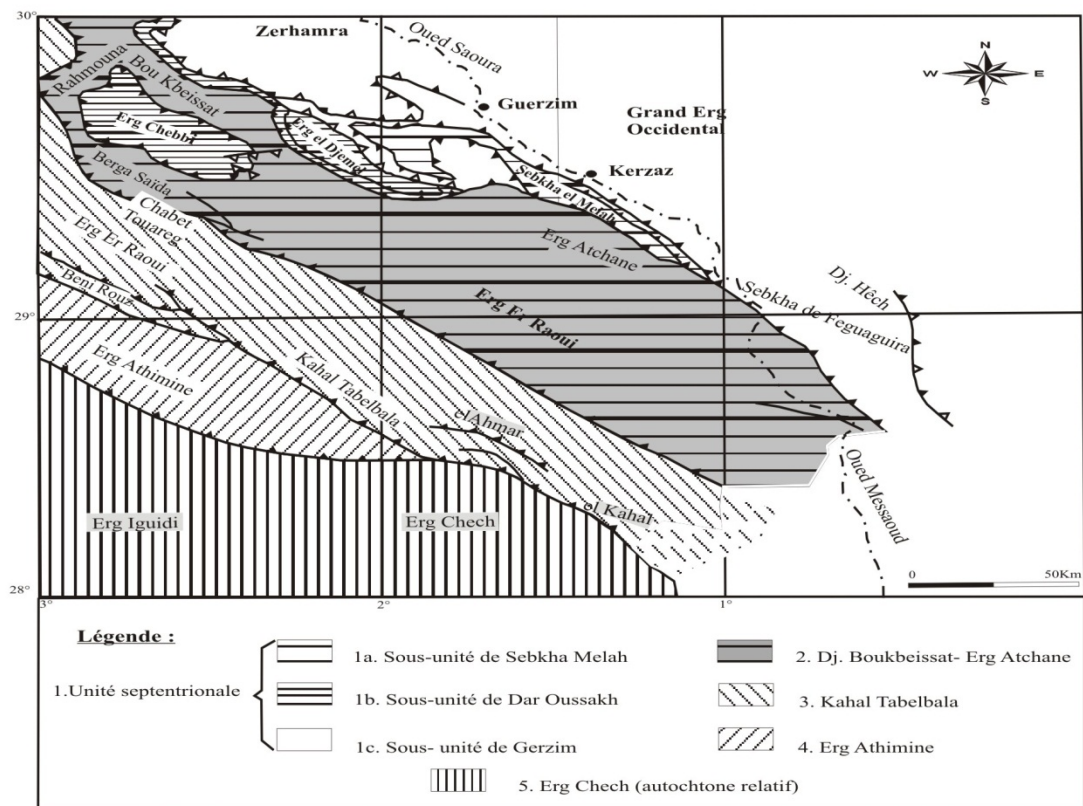 30°
Zerhamra
Oued Saoura
N
W
E
S
Rahmouna
Bou Kbeissat
Guerzim
Grand Erg
Occidental
Erg Chebbi
Erg el Djemel
Kerzaz
Sebkha el Melah
Berga Saïda
Chabet
Touareg
Erg Atchane
Erg Er Raoui
Dj. Hêch
Beni Rouz
Sebkha de Feguaguira
29°
Erg Er Raoui
Erg Athimine
Kahal Tabelbala
elAhmar
Oued Messaoud
el Kahal
Erg Iguidi
Erg Chech
0
50Km
28°
3°
2°
1°
Légende :
1.Unité septentrionale
1a. Sous-unité de Sebkha Melah
1b. Sous-unité de Dar Oussakh
1c. Sous- unité de Gerzim
2. Dj. Boukbeissat- Erg Atchane
3. Kahal Tabelbala
4. Erg Athimine
5. Erg Chech (autochtone relatif)